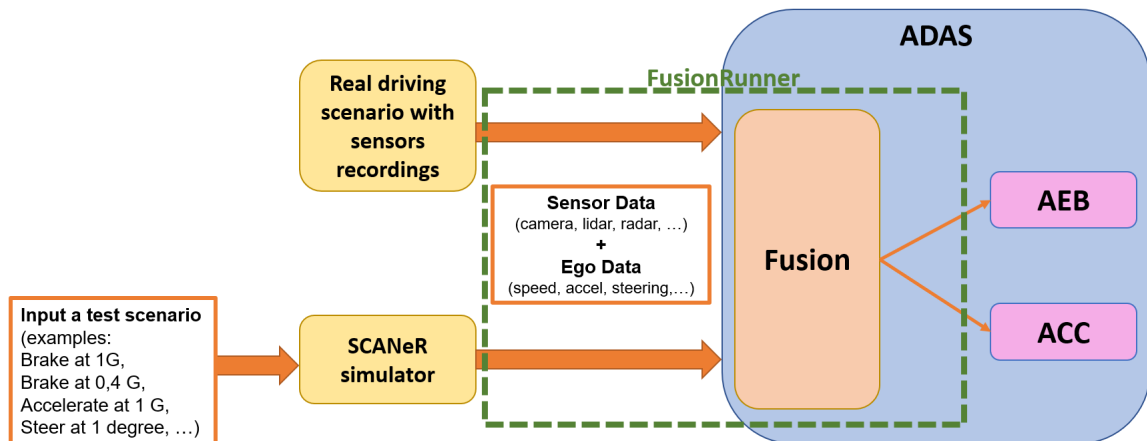 ADAS
FusionRunner
Real driving
scenario with
sensors
recordings
Sensor Data
(camera, lidar, radar, …)
+
Ego Data
(speed, accel, steering,…)
Fusion
AEB
ACC
Input a test scenario
(examples:
Brake at 1G,
Brake at 0,4 G,
Accelerate at 1 G,
Steer at 1 degree, …)
SCANeR
simulator